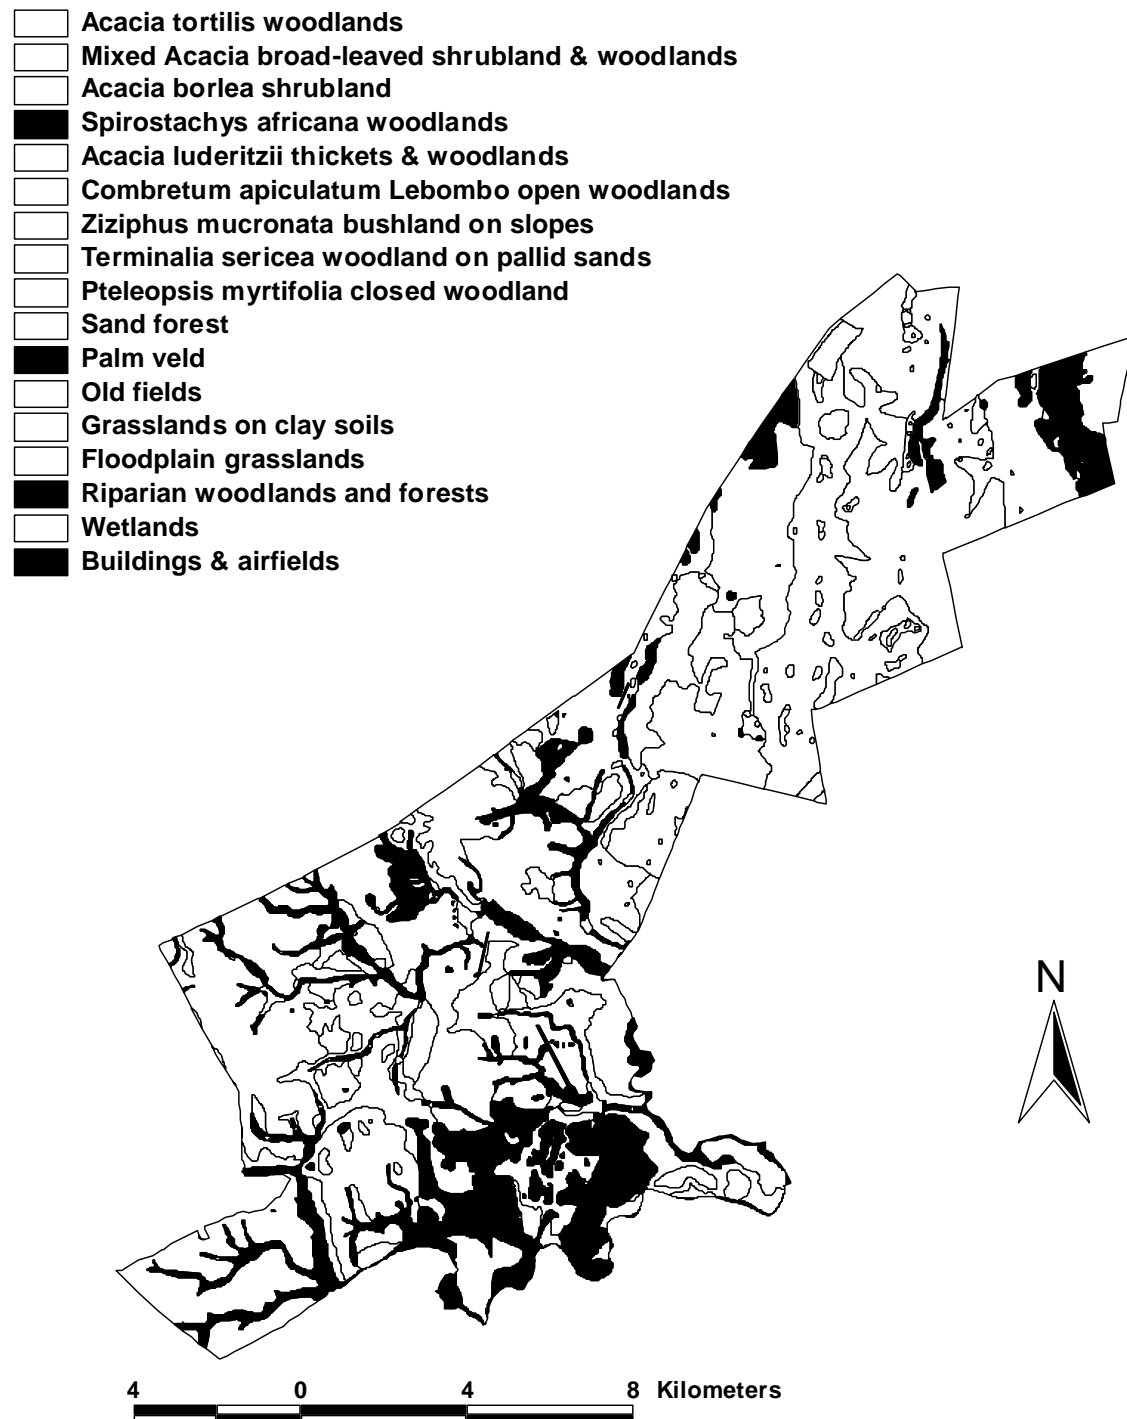 Acacia tortilis woodlands
Mixed Acacia broad-leaved shrubland & woodlands
Acacia borlea shrubland
Spirostachys africana woodlands
Acacia luderitzii thickets & woodlands
Combretum apiculatum Lebombo open woodlands
Ziziphus mucronata bushland on slopes
Terminalia sericea woodland on pallid sands
Pteleopsis myrtifolia closed woodland
Sand forest
Palm veld
Old fields
Grasslands on clay soils
Floodplain grasslands
Riparian woodlands and forests
Wetlands
Buildings & airfields
N
4 0 4 8 Kilometers